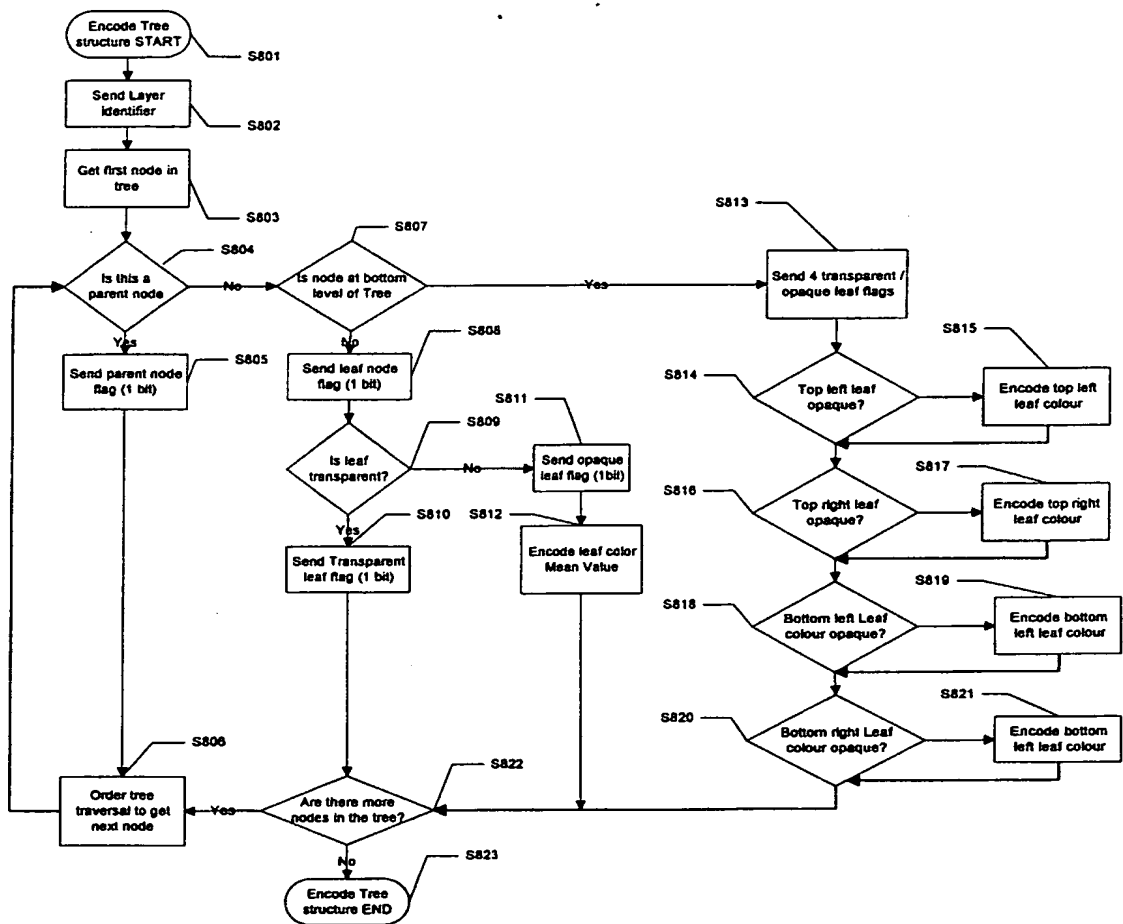 Encode Tree
structure START
S801
Send Layer
Identifier
S802
Get first node in
tree
S803
S813
S807
S804
Is this a
parent node
No
Is node at bottom
level of Tree
Yes
Send 4 transparent /
opaque leaf flags
Yes
S805
Send parent node
flag (1 bit)
No
S808
Send leaf node
flag (1 bit)
S815
S814
Top left leaf
opaque?
Encode top left
leaf colour
S811
S809
Is leaf
transparent?
No
Send opaque
leaf flag (1bit)
S817
S816
Top right leaf
opaque?
Encode top right
leaf colour
S810
S812
Yes
Send Transparent
leaf flag (1 bit)
Encode leaf color
Mean Value
S819
S818
Bottom left Leaf
colour opaque?
Encode bottom
left leaf colour
S821
S820
Bottom right Leaf
colour opaque?
Encode bottom
left leaf colour
S806
Order tree
traversal to get
next node
Yes
S822
Are there more
nodes in the tree?
No
S823
Encode Tree
structure END